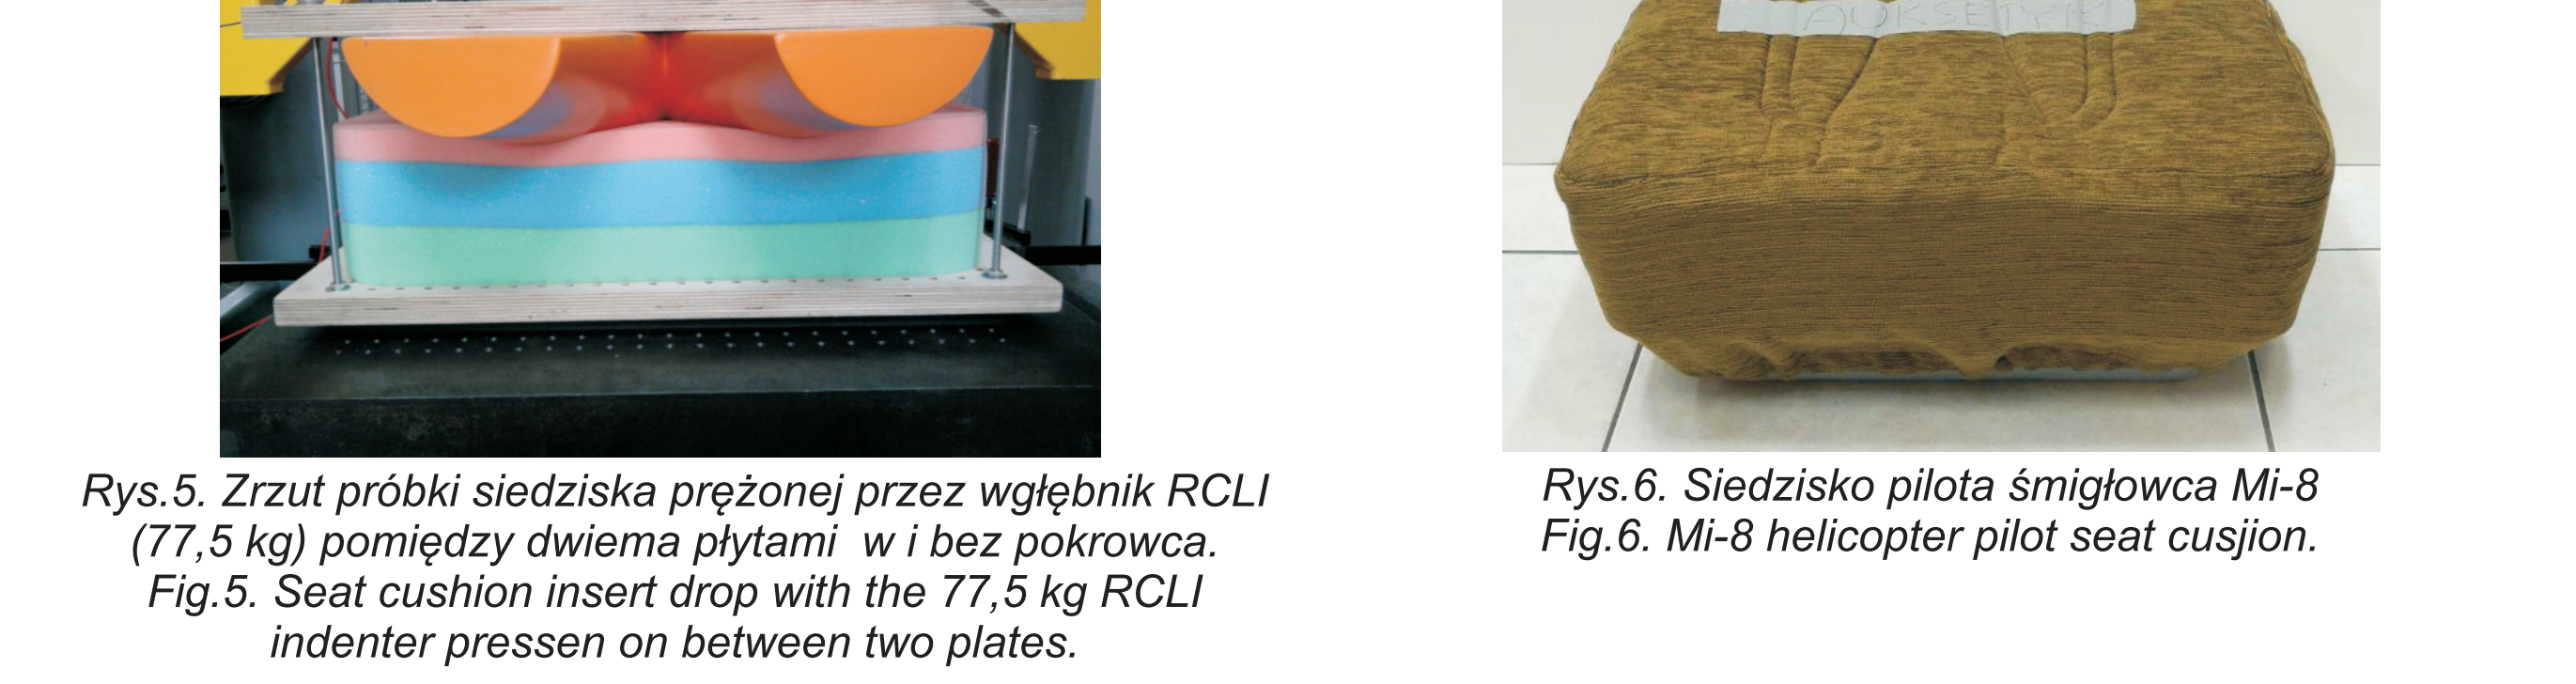 AUKSETYK
Rys.5. Zrzut próbki siedziska prężonej przez wgłębnik RCLI
(77,5 kg) pomiędzy dwiema płytami  w i bez pokrowca.
Fig.5. Seat cushion insert drop with the 77,5 kg RCLI
indenter pressen on between two plates.
Rys.6. Siedzisko pilota śmigłowca Mi-8
Fig.6. Mi-8 helicopter pilot seat cusjion.